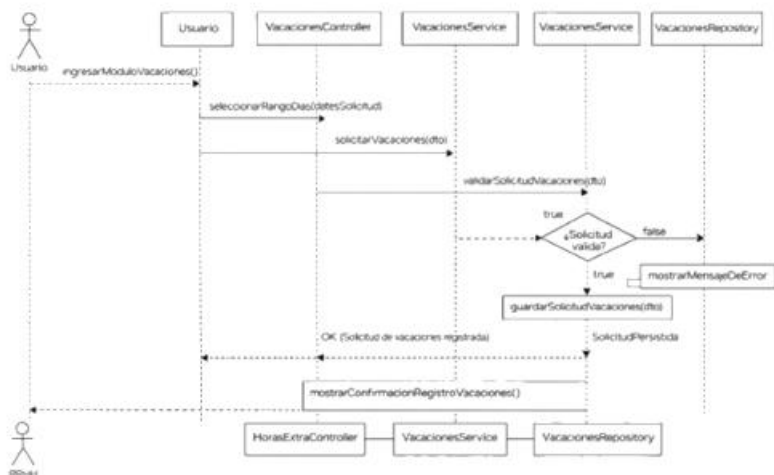 Usuario
VacacionesController
VacacionesService
VacacionesService
VacacionesRepository
Usuario
ingresarModuloVacaciones()
seleccionarRangoDias(datesSolicitud)
solicitarVacaciones(dto)
validarSolicitudVacaciones(dto)
true
¿Solicitud
valida?
false
true
mostrarMensajeDeError
guardarSolicitudVacaciones(dto)
OK (Solicitud de vacaciones registrada)
SolicitudPersistida
mostrarConfirmacionRegistroVacaciones()
HorasExtraController
VacacionesService
VacacionesRepository